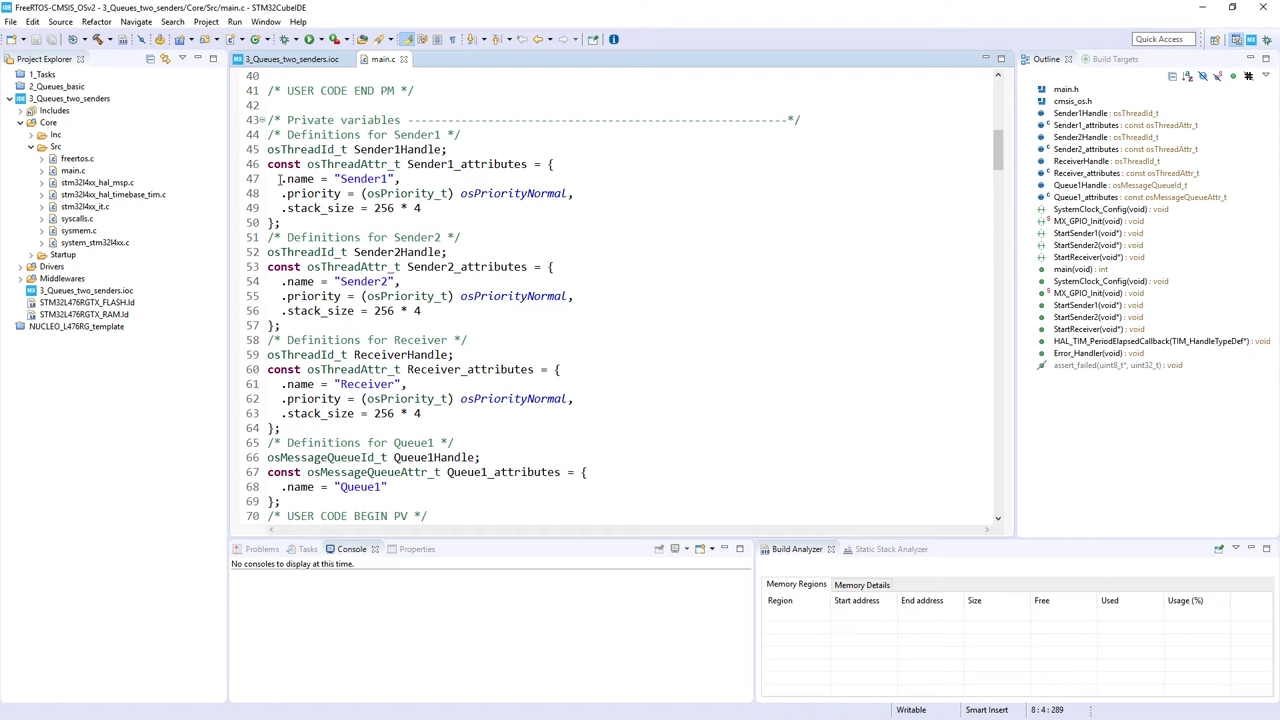 FreeRTOS-CMSIS_OSv2 - 3_Queues_two_senders/Core/Src/main.c - STM32CubeIDE
File Edit Source Refactor Navigate Search Project Run Window Help
Quick Access
Project Explorer
1_Tasks
2_Queues_basic
3_Queues_two_senders
Includes
Core
Inc
Src
freertos.c
main.c
stm32l4xx_hal_msp.c
stm32l4xx_hal_timebase_tim.c
stm32l4xx_it.c
syscalls.c
sysmem.c
system_stm32l4xx.c
Startup
Drivers
Middlewares
3_Queues_two_senders.ioc
STM32L476RGTX_FLASH.ld
STM32L476RGTX_RAM.ld
NUCLEO_L476RG_template
3_Queues_two_senders.ioc main.c
40
41 /* USER CODE END PM */
42
43 /* Private variables ---------------------------------------------------------*/
44 /* Definitions for Sender1 */
45 osThreadId_t Sender1Handle;
46 const osThreadAttr_t Sender1_attributes = {
47 .name = "Sender1",
48 .priority = (osPriority_t) osPriorityNormal,
49 .stack_size = 256 * 4
50 };
51 /* Definitions for Sender2 */
52 osThreadId_t Sender2Handle;
53 const osThreadAttr_t Sender2_attributes = {
54 .name = "Sender2",
55 .priority = (osPriority_t) osPriorityNormal,
56 .stack_size = 256 * 4
57 };
58 /* Definitions for Receiver */
59 osThreadId_t ReceiverHandle;
60 const osThreadAttr_t Receiver_attributes = {
61 .name = "Receiver",
62 .priority = (osPriority_t) osPriorityNormal,
63 .stack_size = 256 * 4
64 };
65 /* Definitions for Queue1 */
66 osMessageQueueId_t Queue1Handle;
67 const osMessageQueueAttr_t Queue1_attributes = {
68 .name = "Queue1"
69 };
70 /* USER CODE BEGIN PV */
Outline Build Targets
main.h
cmsis_os.h
Sender1Handle : osThreadId_t
Sender1_attributes : const osThreadAttr_t
Sender2Handle : osThreadId_t
Sender2_attributes : const osThreadAttr_t
ReceiverHandle : osThreadId_t
Receiver_attributes : const osThreadAttr_t
Queue1Handle : osMessageQueueId_t
Queue1_attributes : const osMessageQueueAttr_t
SystemClock_Config(void) : void
MX_GPIO_Init(void) : void
StartSender1(void*) : void
StartSender2(void*) : void
StartReceiver(void*) : void
main(void) : int
SystemClock_Config(void) : void
MX_GPIO_Init(void) : void
StartSender1(void*) : void
StartSender2(void*) : void
StartReceiver(void*) : void
HAL_TIM_PeriodElapsedCallback(TIM_HandleTypeDef*) : void
Error_Handler(void) : void
assert_failed(uint8_t*, uint32_t) : void
Problems Tasks Console Properties
No consoles to display at this time.
Build Analyzer Static Stack Analyzer
Memory Regions Memory Details
Region Start address End address Size Free Used Usage (%)
Writable Smart Insert 8 : 4 : 289